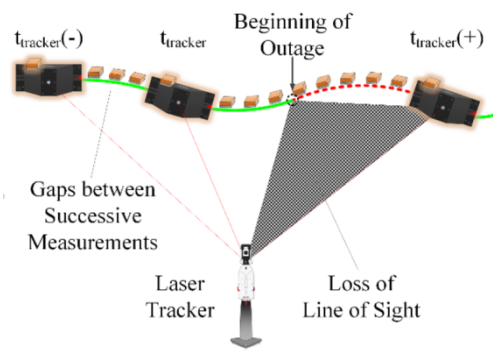 Beginning of
Outage
t_tracker(-)
t_tracker
t_tracker(+)
Gaps between
Successive
Measurements
Laser
Tracker
Loss of
Line of Sight